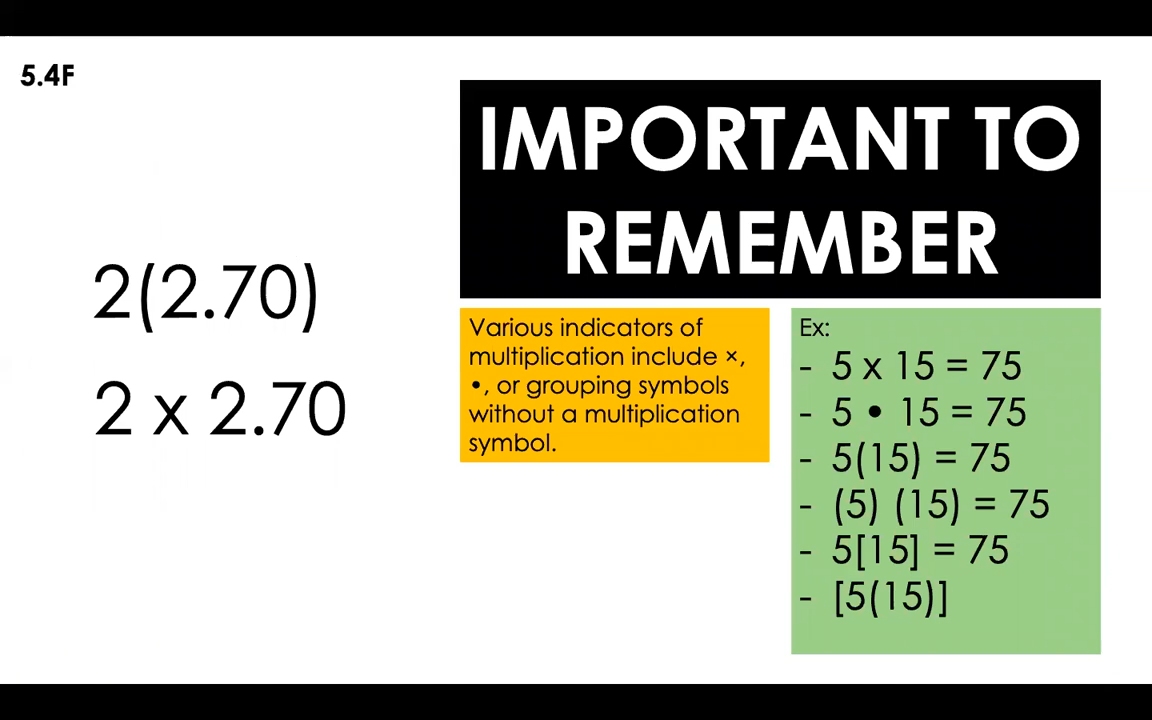 5.4F
IMPORTANT TO
REMEMBER
2(2.70)
2 x 2.70
Various indicators of
multiplication include ×,
•, or grouping symbols
without a multiplication
symbol.
Ex:
- 5 x 15 = 75
- 5 • 15 = 75
- 5(15) = 75
- (5) (15) = 75
- 5[15] = 75
- [5(15)]